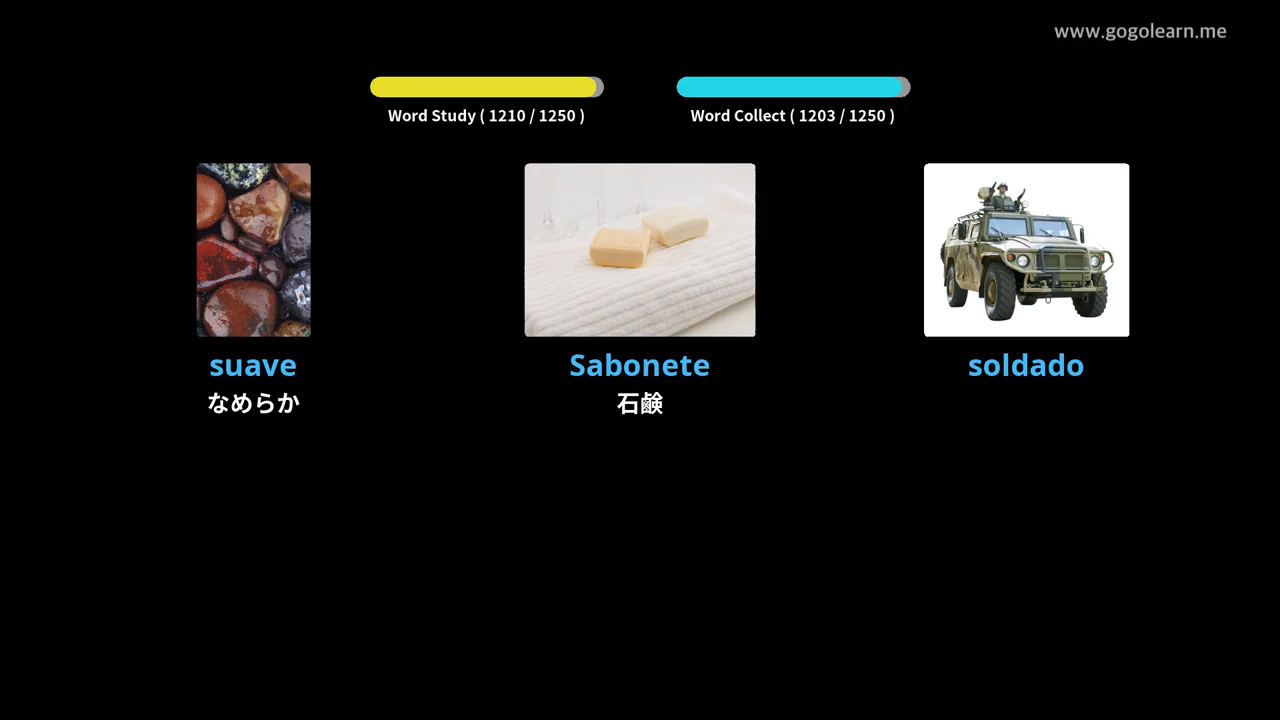 www.gogolearn.me
Word Study ( 1210 / 1250 )
Word Collect ( 1203 / 1250 )
suave
Sabonete
soldado
なめらか
石鹸